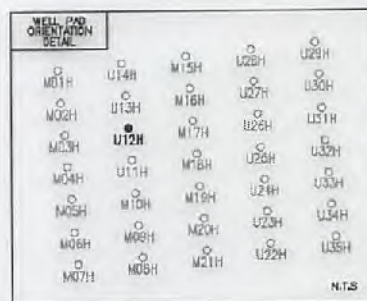 WELL PAD
ORIENTATION
DETAIL
M01H
M02H
M03H
M04H
M05H
M06H
M07H
U14H
U13H
U12H
U11H
M10H
M09H
M08H
M15H
M16H
M17H
M18H
M19H
M20H
M21H
U28H
U27H
U26H
U24H
U23H
U22H
U29H
U30H
U31H
U32H
U33H
U34H
U35H
N.T.S